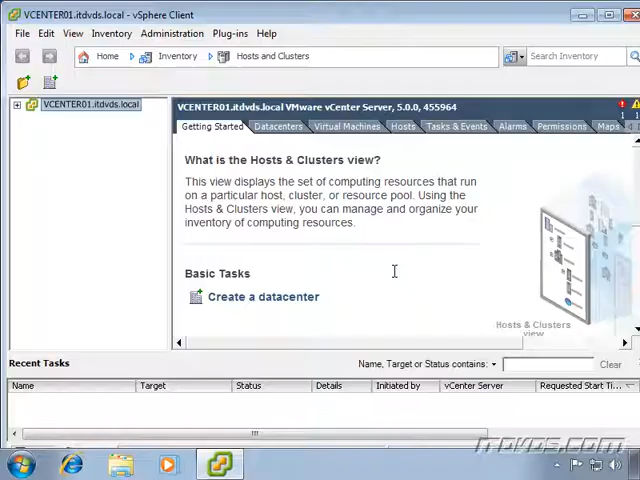 VCENTER01.itdvds.local - vSphere Client
File Edit View Inventory Administration Plug-ins Help
Home Inventory Hosts and Clusters Search Inventory
VCENTER01.itdvds.local
VCENTER01.itdvds.local VMware vCenter Server, 5.0.0, 455964
Getting Started Datacenters Virtual Machines Hosts Tasks & Events Alarms Permissions Maps
What is the Hosts & Clusters view?
This view displays the set of computing resources that run
on a particular host, cluster, or resource pool. Using the
Hosts & Clusters view, you can manage and organize your
inventory of computing resources.
Basic Tasks
Create a datacenter
Hosts & Clusters
view
Recent Tasks Name, Target or Status contains: Clear
Name Target Status Details Initiated by vCenter Server Requested Start Ti...